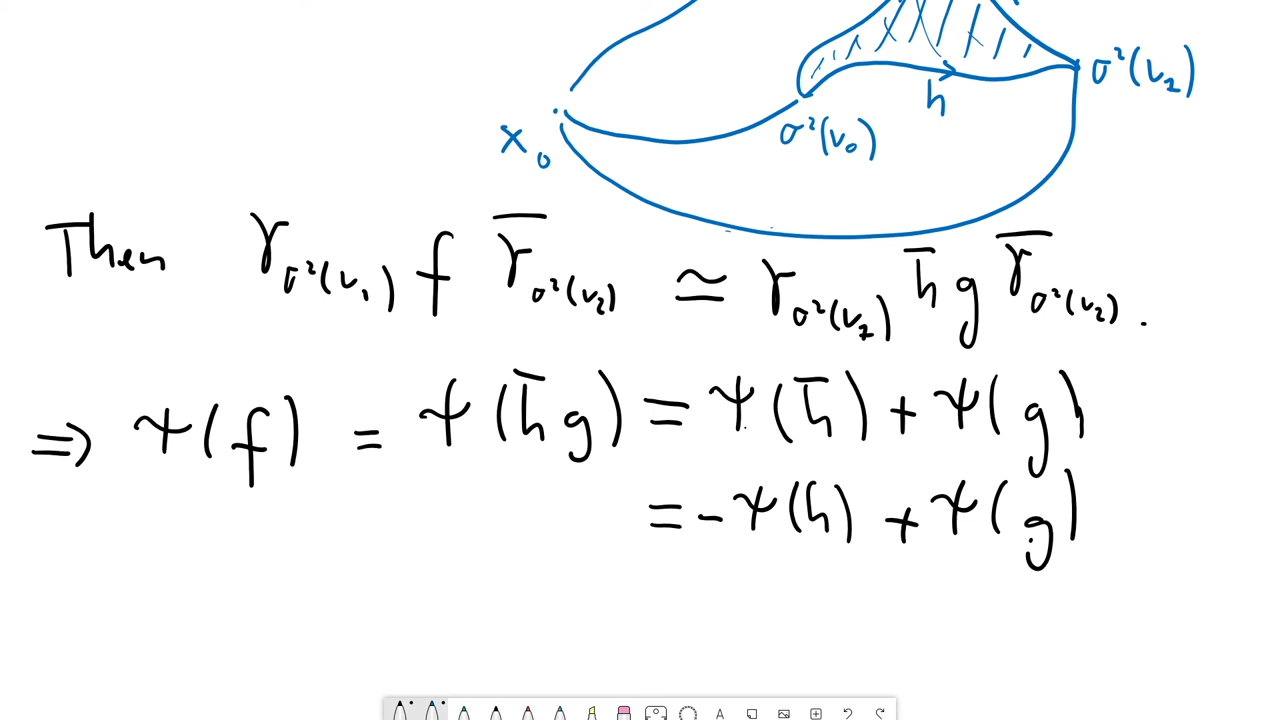 σ²(v₂)
h
σ²(v₀)
x₀
Then γ_{σ²(v₁)} f γ̅_{σ²(v₂)} ≃ γ_{σ²(v₂)} h̅ g γ̅_{σ²(v₂)}.
⇒ ψ(f) = ψ(h̅ g) = ψ(h̅) + ψ(g)
= -ψ(h) + ψ(g)
A